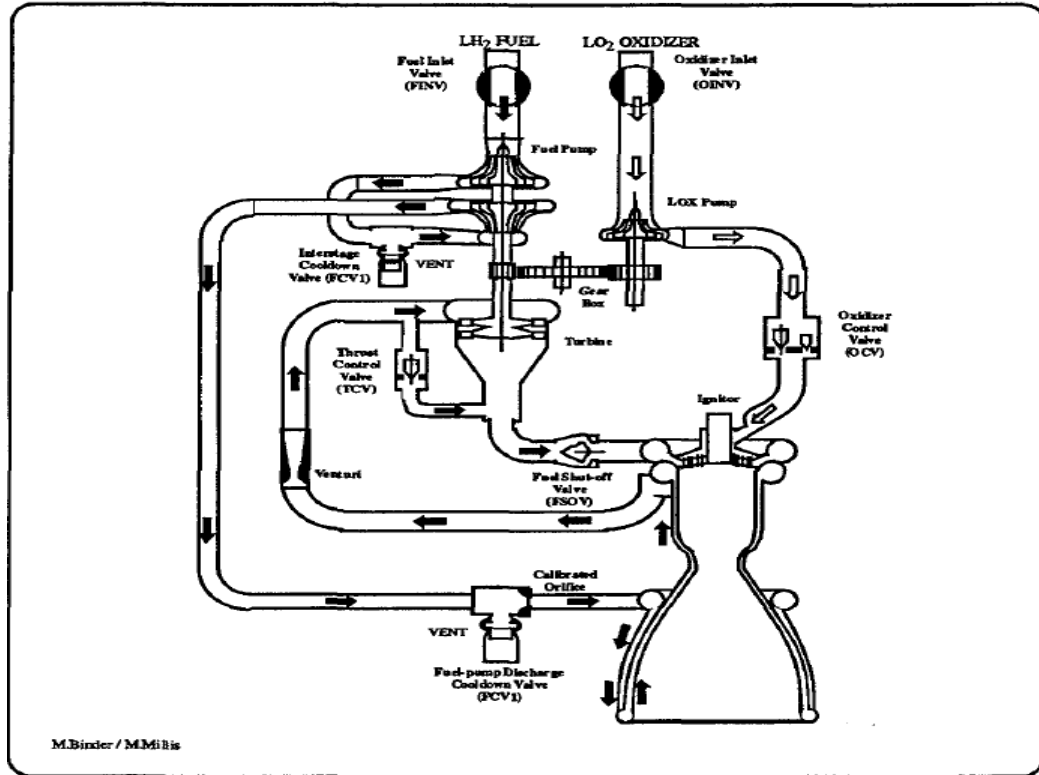 LH2 FUEL
LO2 OXIDIZER
Fuel Inlet
Valve
(FINV)
Oxidizer Inlet
Valve
(OINV)
Fuel Pump
LOX Pump
Interstage
Cooldown
Valve (FCV1)
VENT
Gear
Box
Oxidizer
Control
Valve
(OCV)
Thrust
Control
Valve
(TCV)
Turbine
Ignitor
Venturi
Fuel Shut-off
Valve
(FSOV)
Calibrated
Orifice
VENT
Fuel-pump Discharge
Cooldown Valve
(FCV1)
M.Binder / M.Millis